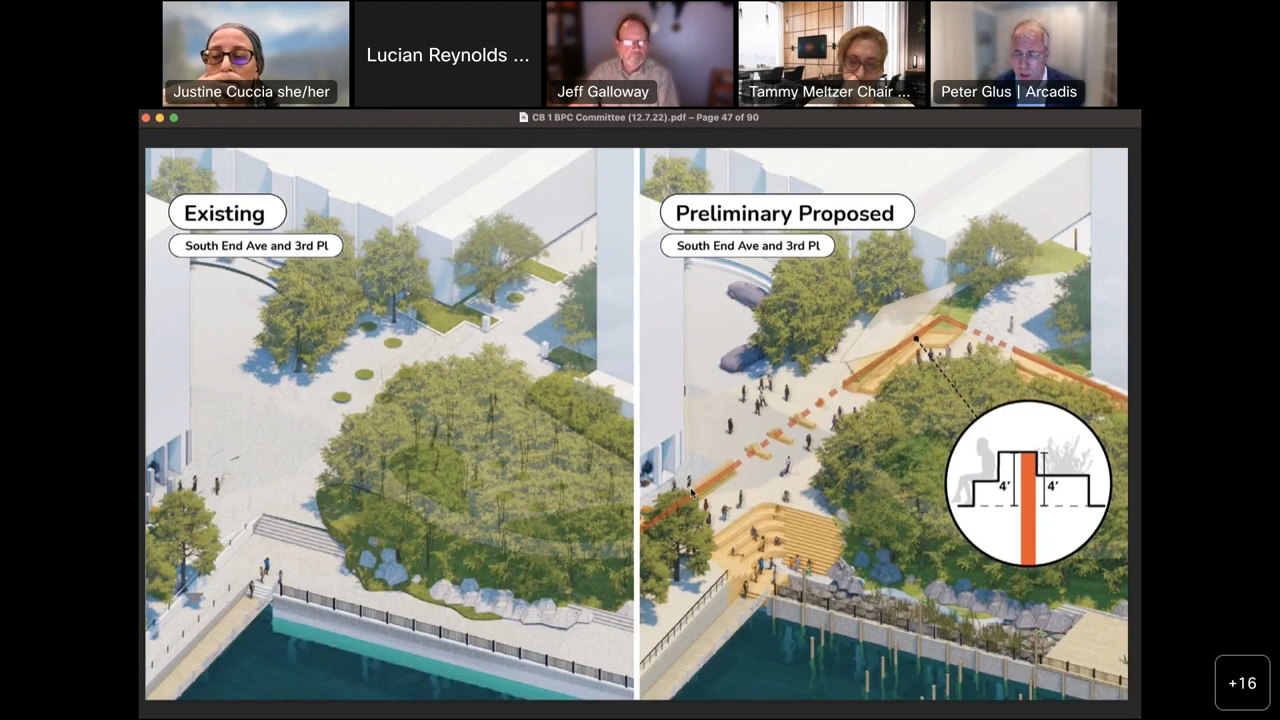 Justine Cuccia she/her
Lucian Reynolds ...
Jeff Galloway
Tammy Meltzer Chair ...
Peter Glus | Arcadis
CB 1 BPC Committee (12.7.22).pdf – Page 47 of 90
Existing
South End Ave and 3rd Pl
Preliminary Proposed
South End Ave and 3rd Pl
4' 4'
+16